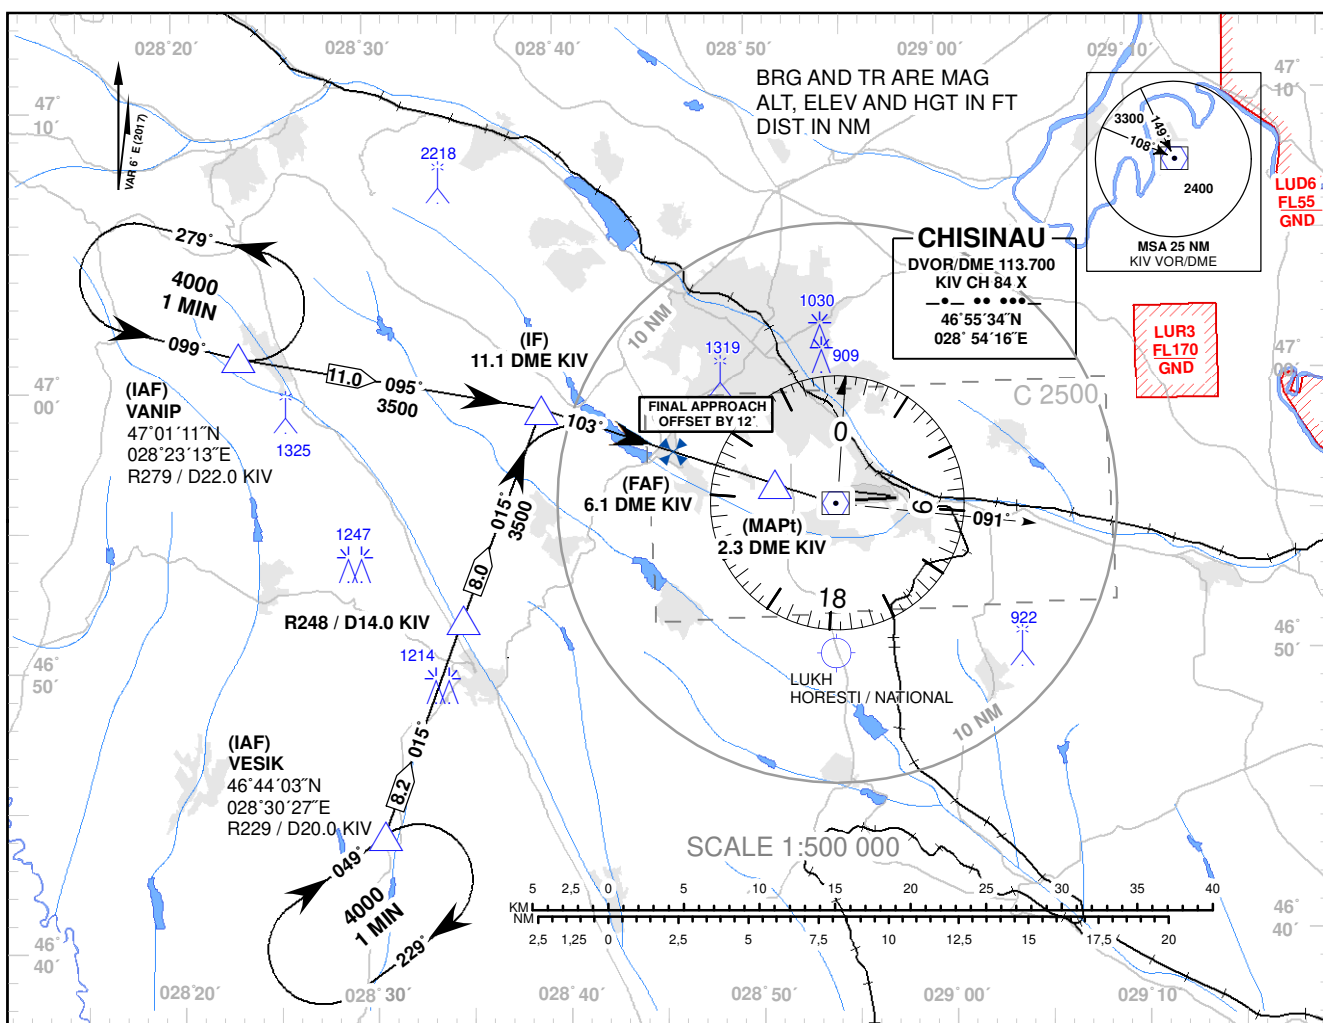 028°20´
028°30´
028°40´
028°50´
029°00´
029°10´
47°
10´
VAR 6° E (2017)
2218
BRG AND TR ARE MAG
ALT, ELEV AND HGT IN FT
DIST IN NM
3300
149°
108°
2400
MSA 25 NM
KIV VOR/DME
47°
10´
LUD6
FL55
GND
CHISINAU
DVOR/DME 113.700
KIV CH 84 X
46°55´34˝N
028° 54´16˝E
279°
4000
1 MIN
099°
10 NM
1030
909
1319
LUR3
FL170
GND
47°
00´
(IF)
11.1 DME KIV
11.0
095°
3500
47°
00´
(IAF)
VANIP
47°01´11˝N
028°23´13˝E
R279 / D22.0 KIV
1325
103°
FINAL APPROACH
OFFSET BY 12°
C 2500
0
9
18
(FAF)
6.1 DME KIV
(MAPt)
2.3 DME KIV
091°
015°
3500
8.0
1247
R248 / D14.0 KIV
1214
922
46°
50´
46°
50´
LUKH
HORESTI / NATIONAL
10 NM
015°
8.2
(IAF)
VESIK
46°44´03˝N
028°30´27˝E
R229 / D20.0 KIV
049°
4000
1 MIN
229°
SCALE 1:500 000
5 2,5 0 5 10 15 20 25 30 35 40
KM
NM
2,5 1,25 0 2,5 5 7,5 10 12,5 15 17,5 20
46°
40´
46°
40´
028°20´
028°30´
028°40´
028°50´
029°00´
029°10´